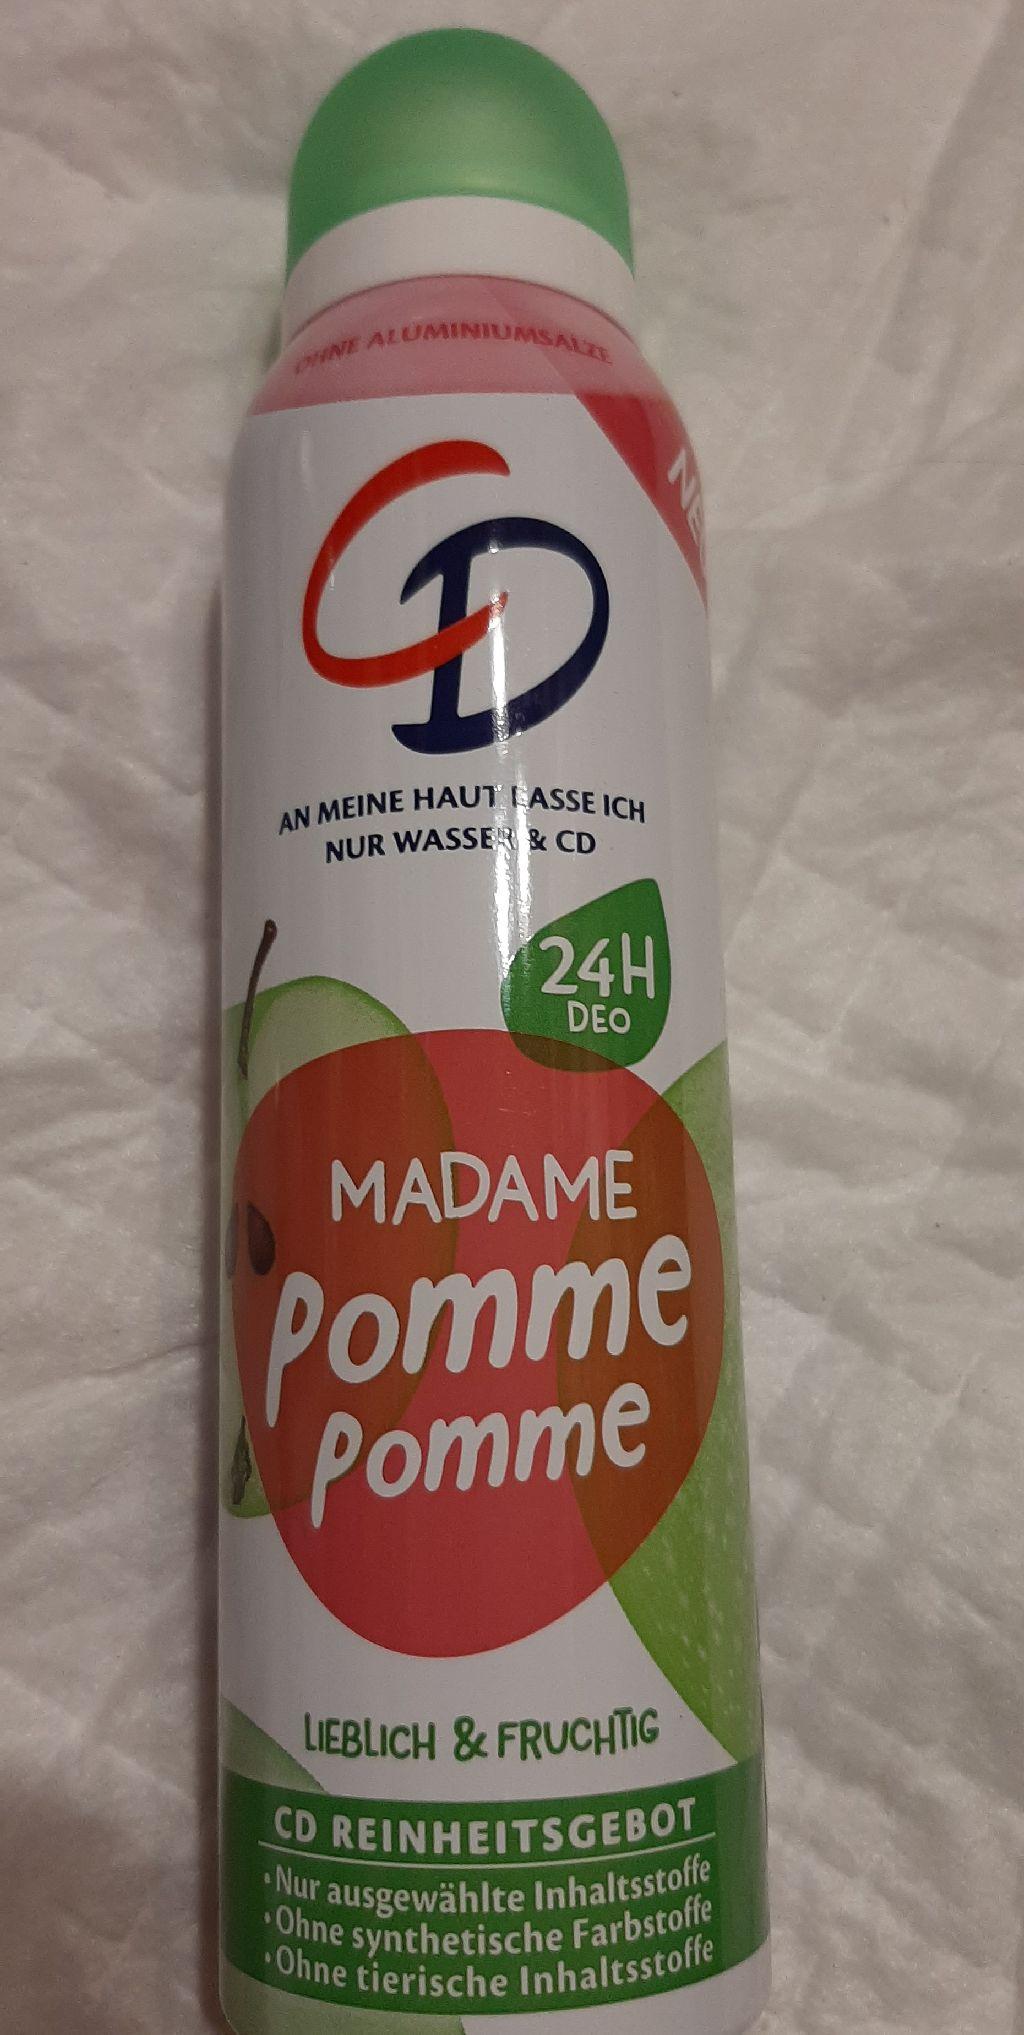 OHNE ALUMINIUMSALZE
CD
AN MEINE HAUT LASSE ICH
NUR WASSER & CD
24H
DEO
MADAME
Pomme
Pomme
LIEBLICH & FRUCHTIG
CD REINHEITSGEBOT
• Nur ausgewählte Inhaltsstoffe
• Ohne synthetische Farbstoffe
• Ohne tierische Inhaltsstoffe